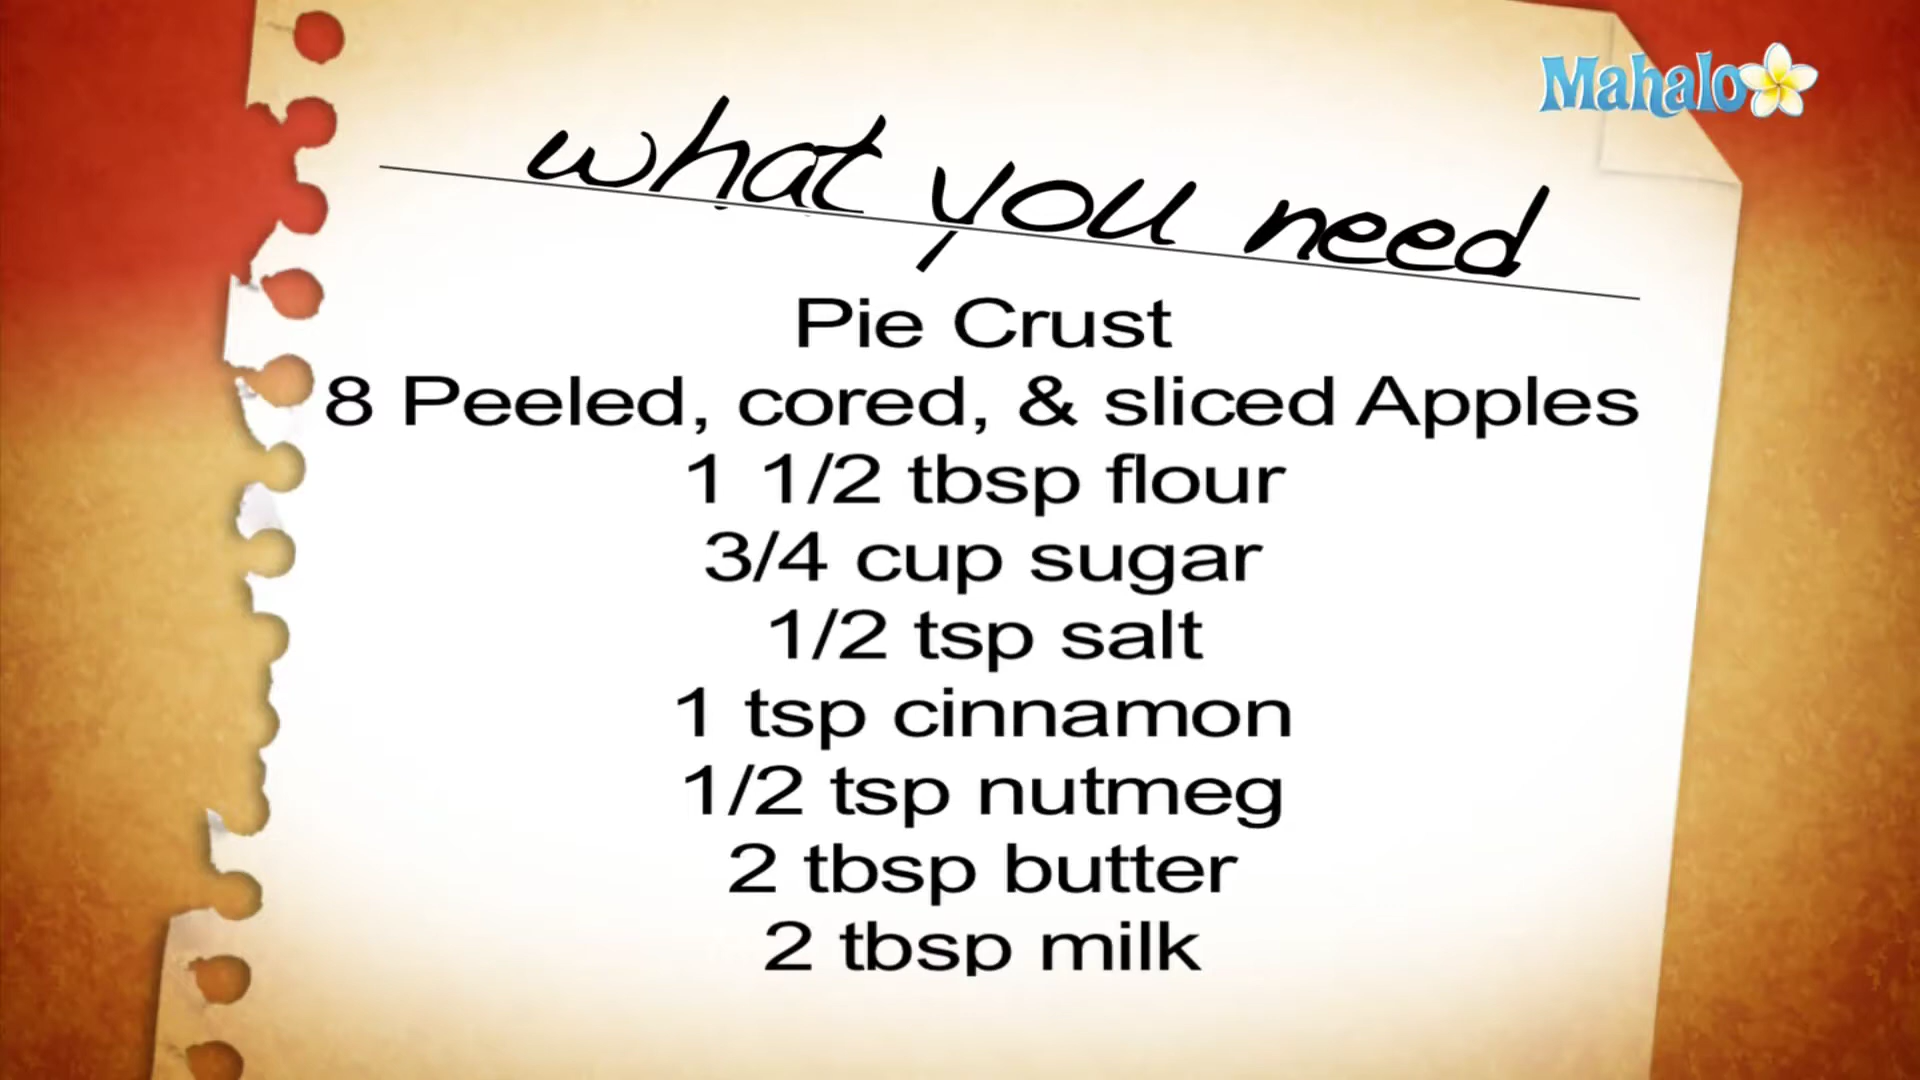 Mahalo
what you need
Pie Crust
8 Peeled, cored, & sliced Apples
1 1/2 tbsp flour
3/4 cup sugar
1/2 tsp salt
1 tsp cinnamon
1/2 tsp nutmeg
2 tbsp butter
2 tbsp milk